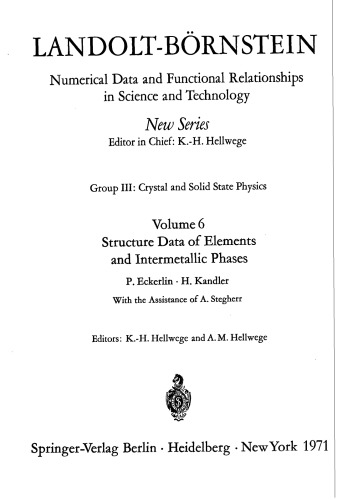 LANDOLT-BÖRNSTEIN
Numerical Data and Functional Relationships
in Science and Technology
New Series
Editor in Chief: K.-H. Hellwege
Group III: Crystal and Solid State Physics
Volume 6
Structure Data of Elements
and Intermetallic Phases
P. Eckerlin · H. Kandler
With the Assistance of A. Stegherr
Editors: K.-H. Hellwege and A. M. Hellwege
Springer-Verlag Berlin · Heidelberg · New York 1971